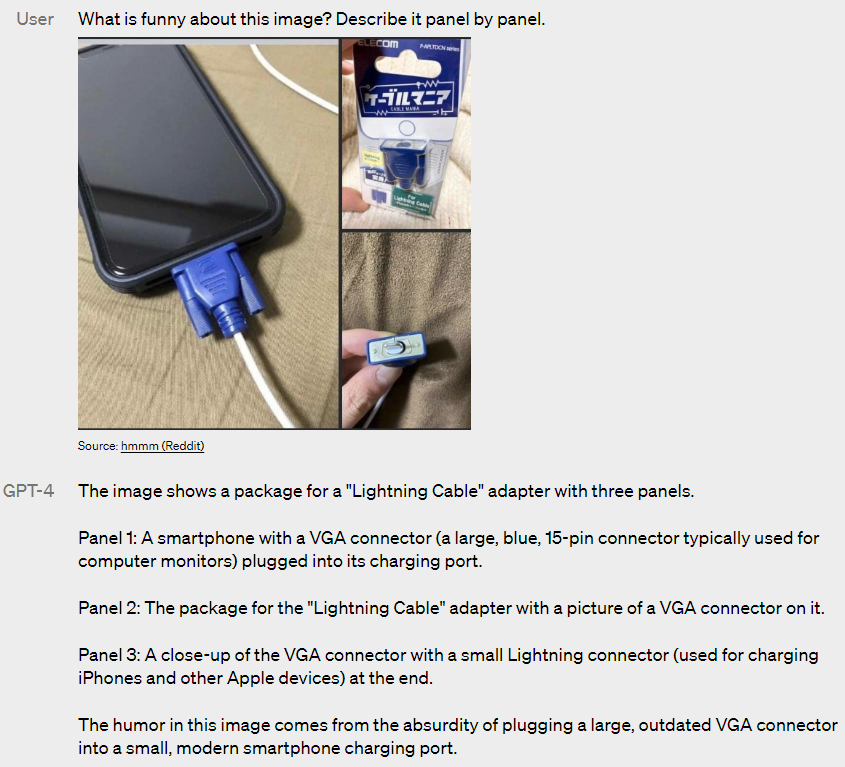 User
What is funny about this image? Describe it panel by panel.
ELECOM
P-APLTDCN series
ケーブルマニア
CABLE MANIA
For
Lightning Cable
Source: hmmm (Reddit)
GPT-4
The image shows a package for a "Lightning Cable" adapter with three panels.
Panel 1: A smartphone with a VGA connector (a large, blue, 15-pin connector typically used for
computer monitors) plugged into its charging port.
Panel 2: The package for the "Lightning Cable" adapter with a picture of a VGA connector on it.
Panel 3: A close-up of the VGA connector with a small Lightning connector (used for charging
iPhones and other Apple devices) at the end.
The humor in this image comes from the absurdity of plugging a large, outdated VGA connector
into a small, modern smartphone charging port.